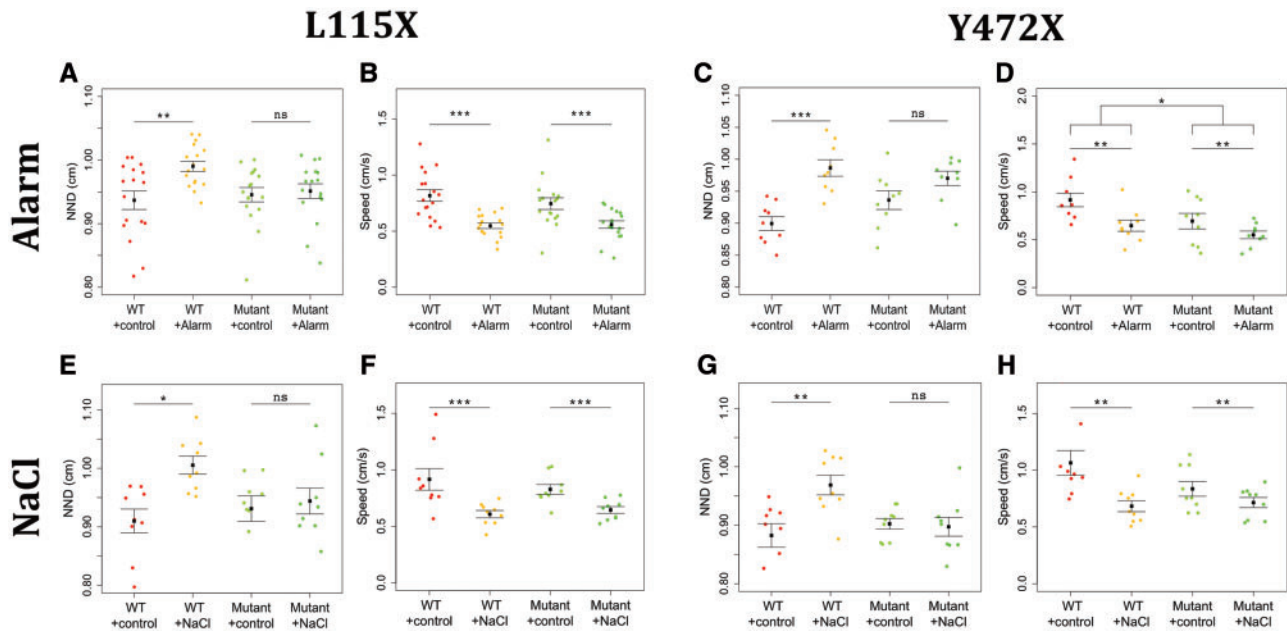 L115X Y472X
Alarm
A B C D
NND (cm) 0.80 0.90 1.00 1.10
** ns
WT +control WT +Alarm Mutant +control Mutant +Alarm
Speed (cm/s) 0.0 0.5 1.0 1.5
*** ***
WT +control WT +Alarm Mutant +control Mutant +Alarm
NND (cm) 0.80 0.85 0.90 0.95 1.00 1.05 1.10
*** ns
WT +control WT +Alarm Mutant +control Mutant +Alarm
Speed (cm/s) 0.0 0.5 1.0 1.5 2.0
*
** **
WT +control WT +Alarm Mutant +control Mutant +Alarm
NaCl
E F G H
NND (cm) 0.80 0.90 1.00 1.10
* ns
WT +control WT +NaCl Mutant +control Mutant +NaCl
Speed (cm/s) 0.0 0.5 1.0 1.5
*** ***
WT +control WT +NaCl Mutant +control Mutant +NaCl
NND (cm) 0.80 0.90 1.00 1.10
** ns
WT +control WT +NaCl Mutant +control Mutant +NaCl
Speed (cm/s) 0.0 0.5 1.0 1.5
** **
WT +control WT +NaCl Mutant +control Mutant +NaCl